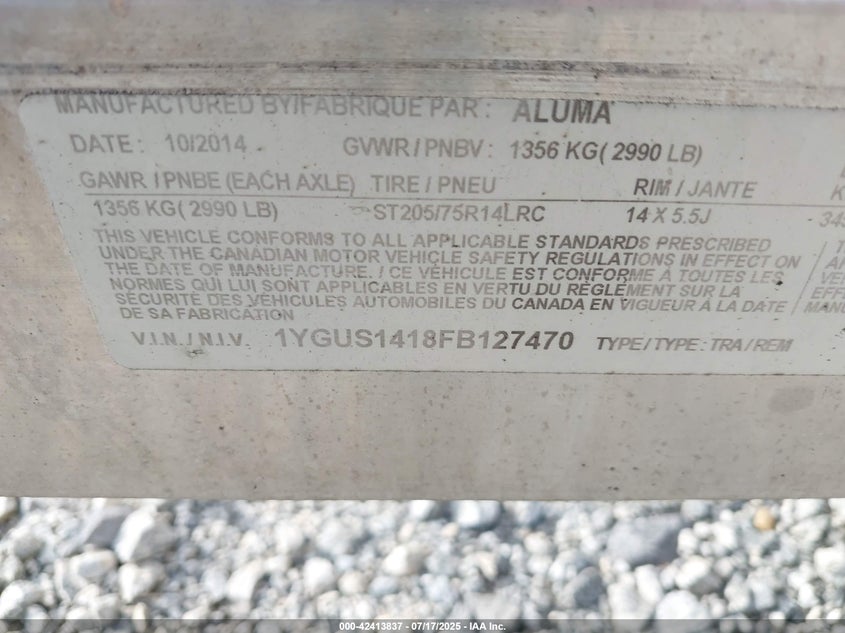 MANUFACTURED BY/FABRIQUE PAR : ALUMA
DATE : 10/2014 GVWR / PNBV : 1356 KG( 2990 LB)
GAWR / PNBE (EACH AXLE) TIRE / PNEU RIM / JANTE
1356 KG( 2990 LB) ST205/75R14LRC 14 X 5.5J
THIS VEHICLE CONFORMS TO ALL APPLICABLE STANDARDS PRESCRIBED
UNDER THE CANADIAN MOTOR VEHICLE SAFETY REGULATIONS IN EFFECT ON
THE DATE OF MANUFACTURE. / CE VÉHICULE EST CONFORME À TOUTES LES
NORMES QUI LUI SONT APPLICABLES EN VERTU DU RÈGLEMENT SUR LA
SÉCURITÉ DES VÉHICULES AUTOMOBILES DU CANADA EN VIGUEUR À LA DATE
DE SA FABRICATION
V.I.N. / N.I.V. 1YGUS1418FB127470 TYPE / TYPE : TRA / REM
000-42413837 - 07/17/2025 - IAA Inc.